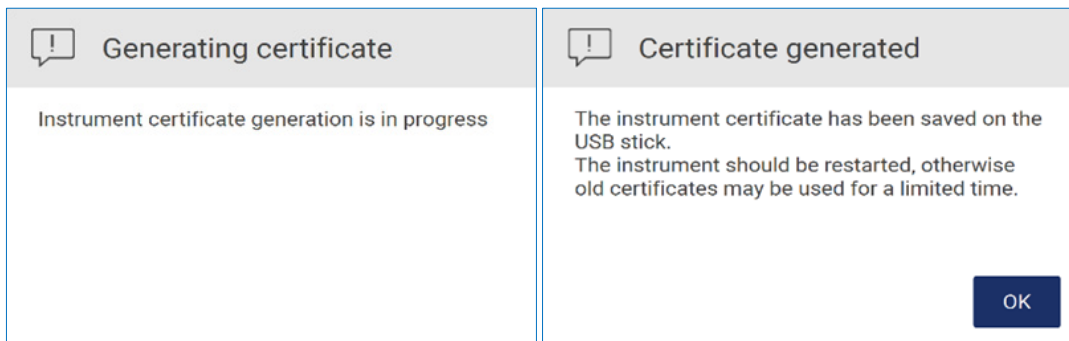 Generating certificate
Instrument certificate generation is in progress
Certificate generated
The instrument certificate has been saved on the
USB stick.
The instrument should be restarted, otherwise
old certificates may be used for a limited time.
OK